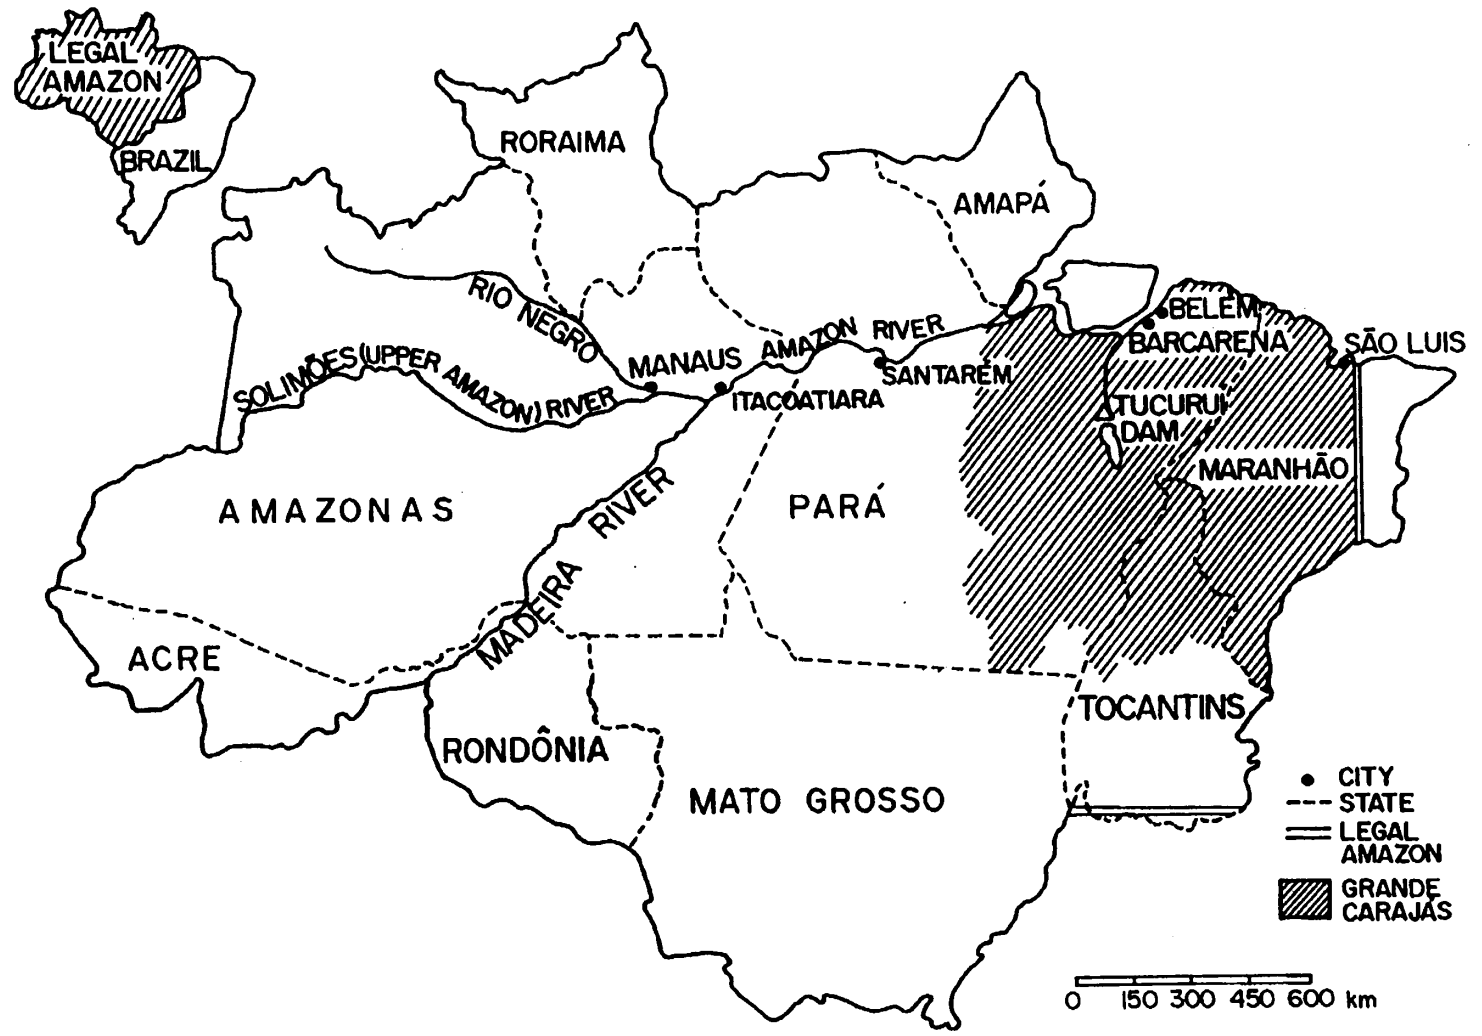 LEGAL
AMAZON
BRAZIL
RORAIMA
AMAPÁ
RIO NEGRO
SOLIMÕES (UPPER AMAZON) RIVER
MANAUS
AMAZON RIVER
ITACOATIARA
SANTARÉM
BELÉM
BARCARENA
SÃO LUIS
TUCURUI
DAM
MARANHÃO
AMAZONAS
MADEIRA RIVER
PARÁ
ACRE
RONDÔNIA
MATO GROSSO
TOCANTINS
CITY
STATE
LEGAL
AMAZON
GRANDE
CARAJÁS
0 150 300 450 600 km